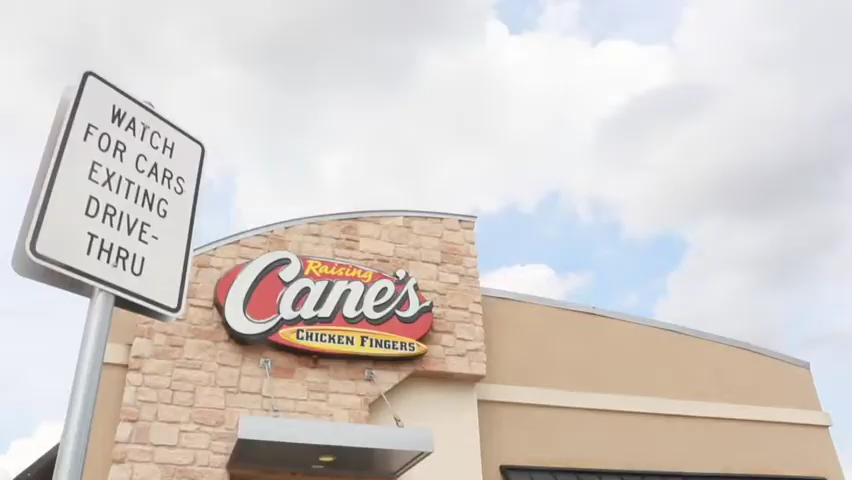 WATCH
FOR CARS
EXITING
DRIVE-
THRU
Raising
Cane's
CHICKEN FINGERS